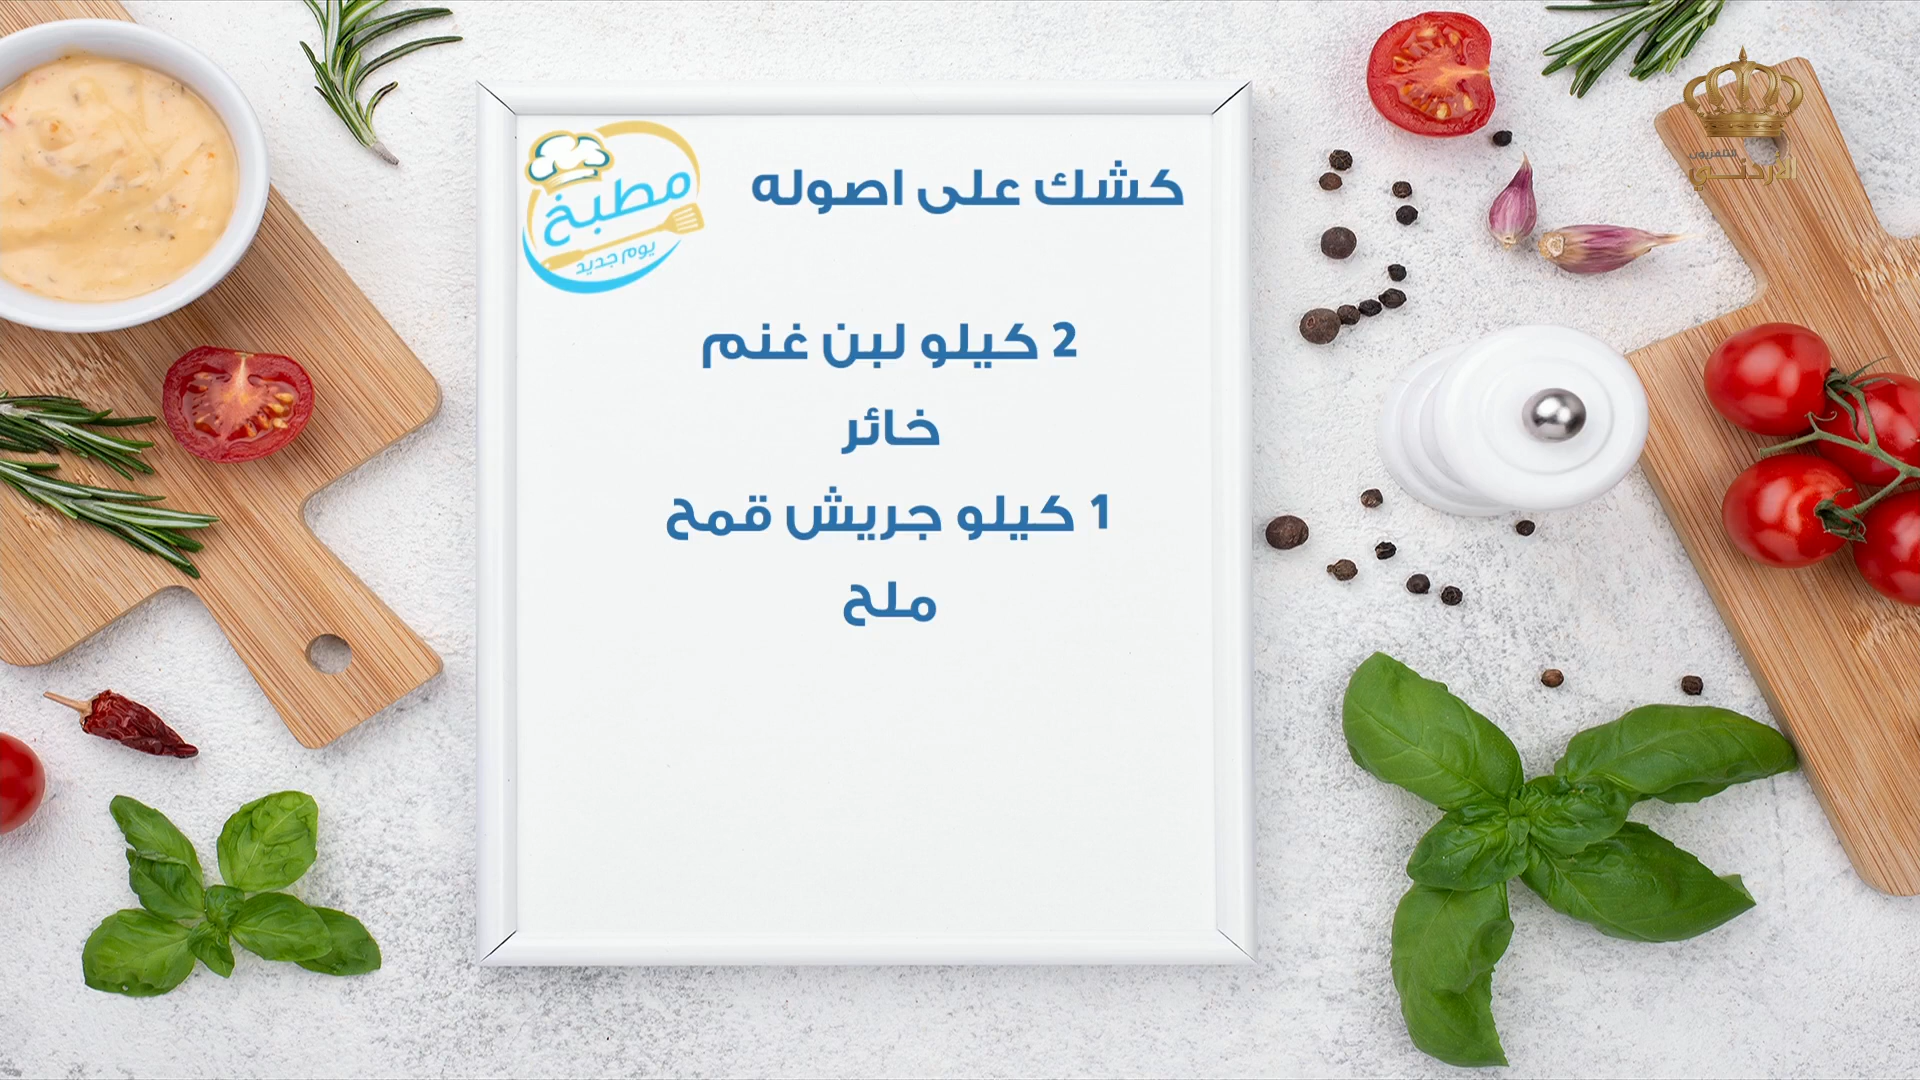 كشك على اصوله
مطبخ
يوم جديد
2 كيلو لبن غنم
خائر
1 كيلو جريش قمح
ملح
التلفزيون
الأردني